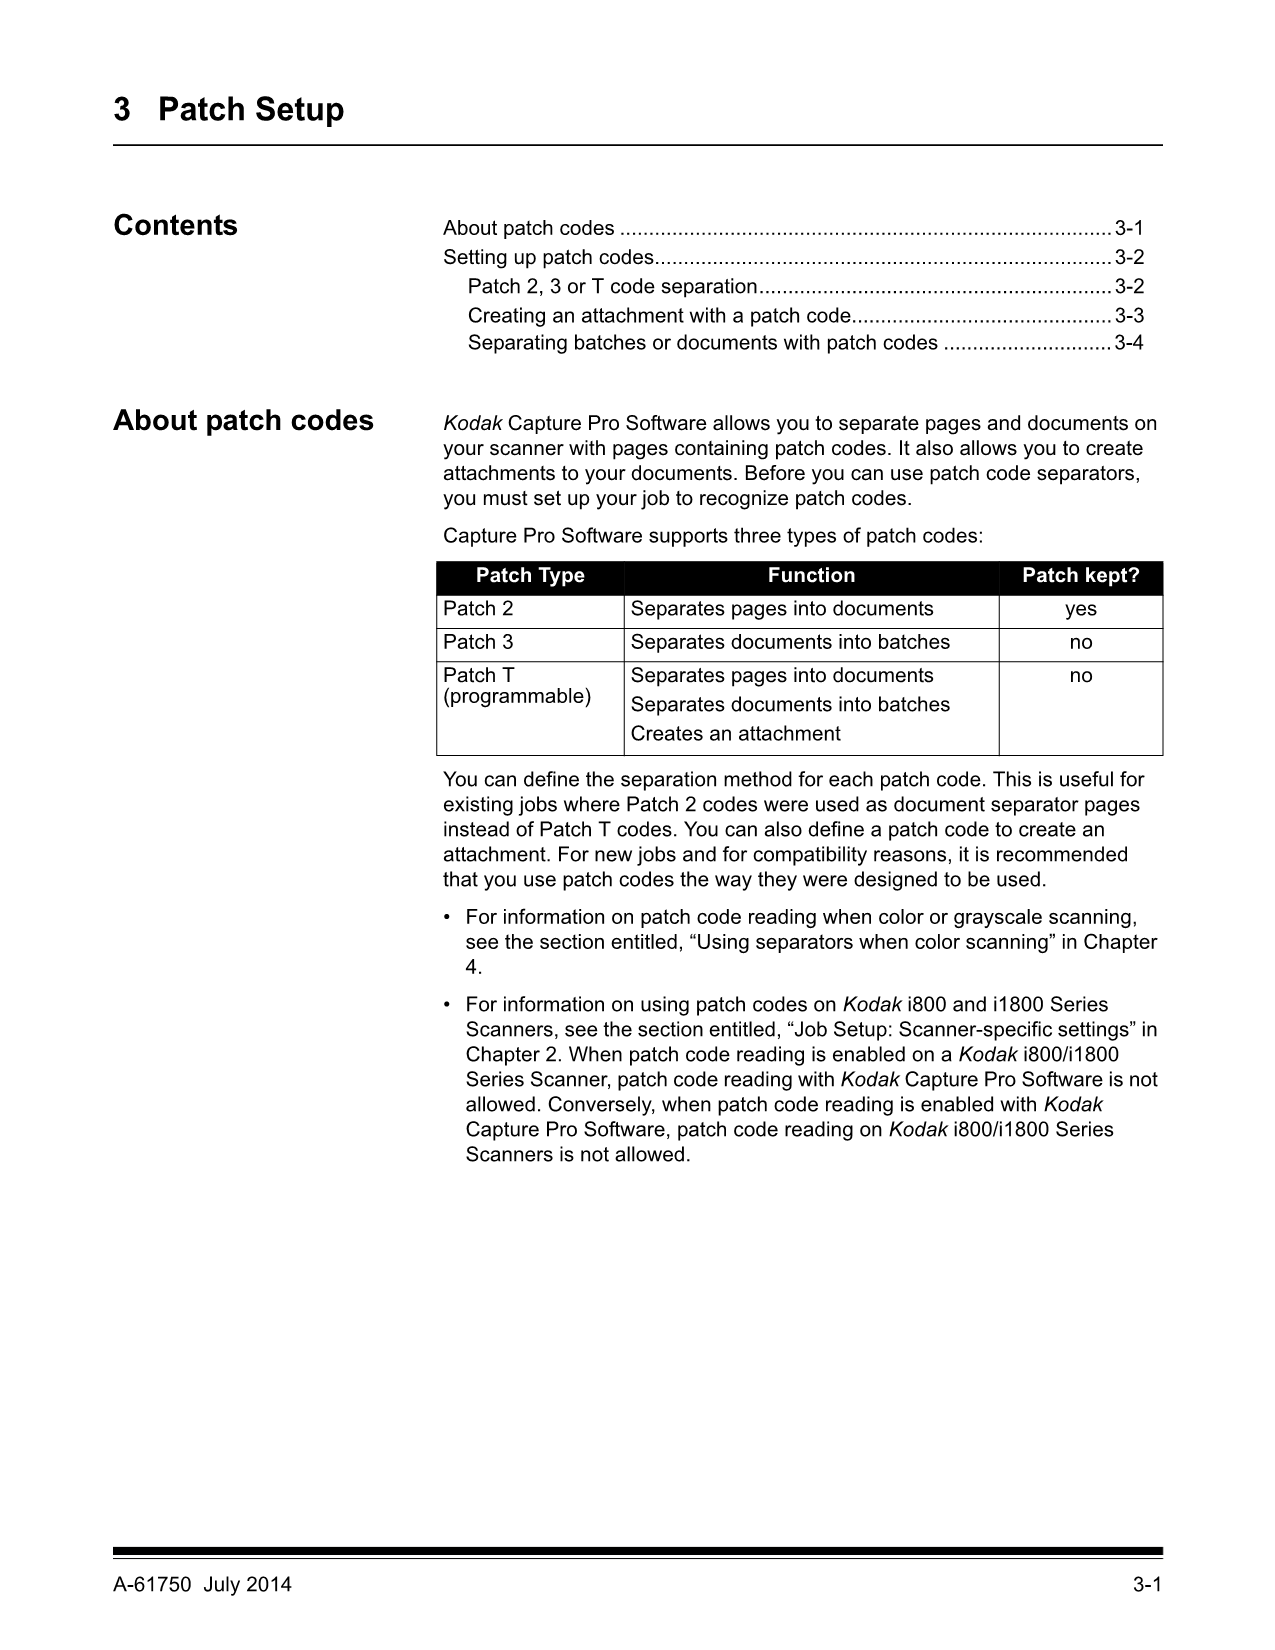 3 Patch Setup
Contents
About patch codes ..................................................................................... 3-1
Setting up patch codes............................................................................... 3-2
Patch 2, 3 or T code separation............................................................. 3-2
Creating an attachment with a patch code............................................. 3-3
Separating batches or documents with patch codes ............................. 3-4
About patch codes
Kodak Capture Pro Software allows you to separate pages and documents on
your scanner with pages containing patch codes. It also allows you to create
attachments to your documents. Before you can use patch code separators,
you must set up your job to recognize patch codes.
Capture Pro Software supports three types of patch codes:
Patch Type Function Patch kept?
Patch 2 Separates pages into documents yes
Patch 3 Separates documents into batches no
Patch T Separates pages into documents no
(programmable)
Separates documents into batches
Creates an attachment
You can define the separation method for each patch code. This is useful for
existing jobs where Patch 2 codes were used as document separator pages
instead of Patch T codes. You can also define a patch code to create an
attachment. For new jobs and for compatibility reasons, it is recommended
that you use patch codes the way they were designed to be used.
• For information on patch code reading when color or grayscale scanning,
see the section entitled, “Using separators when color scanning” in Chapter
4.
• For information on using patch codes on Kodak i800 and i1800 Series
Scanners, see the section entitled, “Job Setup: Scanner-specific settings” in
Chapter 2. When patch code reading is enabled on a Kodak i800/i1800
Series Scanner, patch code reading with Kodak Capture Pro Software is not
allowed. Conversely, when patch code reading is enabled with Kodak
Capture Pro Software, patch code reading on Kodak i800/i1800 Series
Scanners is not allowed.
A-61750 July 2014 3-1